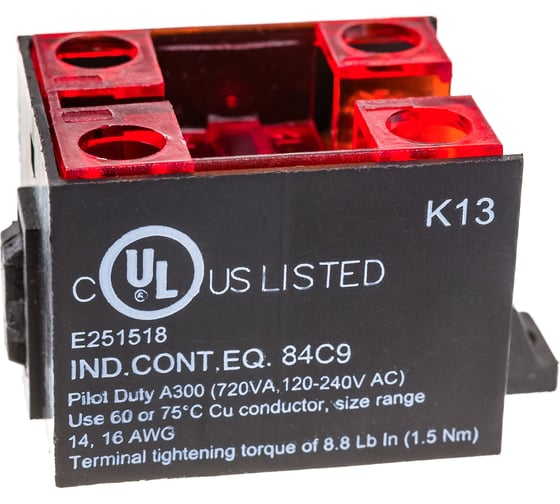 K13
C UL US LISTED
E251518
IND.CONT.EQ. 84C9
Pilot Duty A300 (720VA,120-240V AC)
Use 60 or 75°C Cu conductor, size range
14, 16 AWG
Terminal tightening torque of 8.8 Lb In (1.5 Nm)